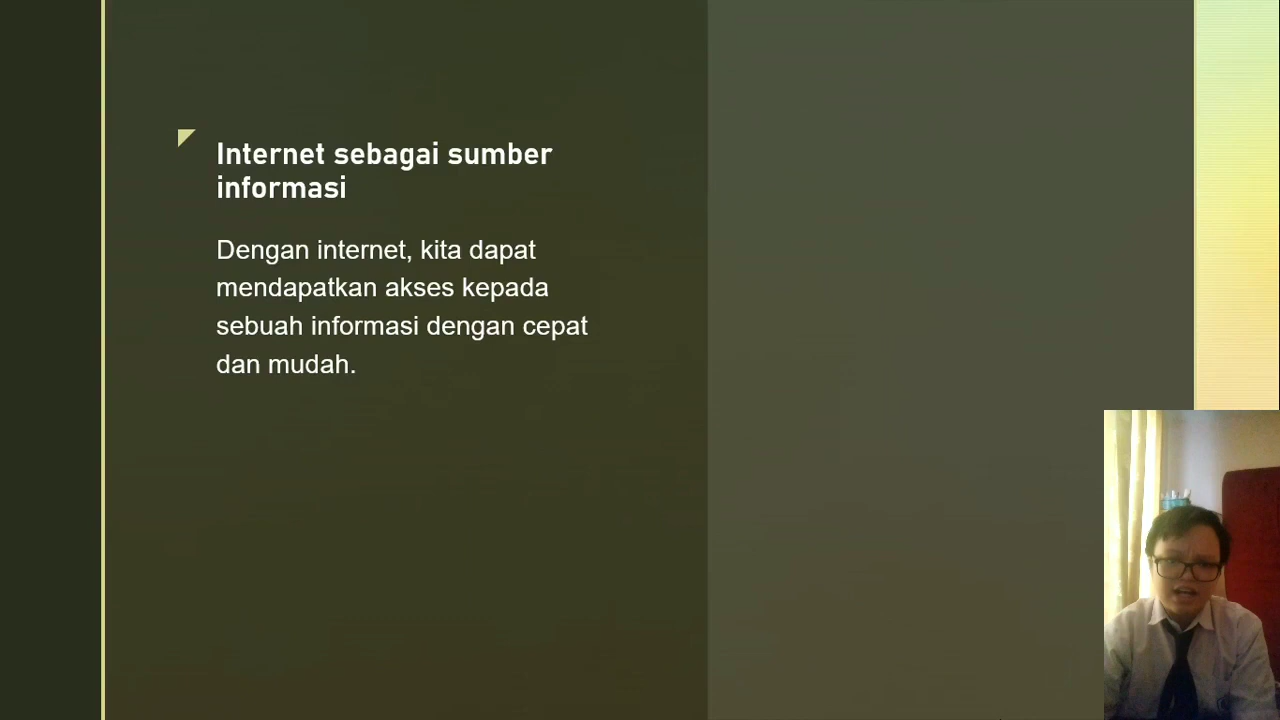 Internet sebagai sumber
informasi
Dengan internet, kita dapat
mendapatkan akses kepada
sebuah informasi dengan cepat
dan mudah.